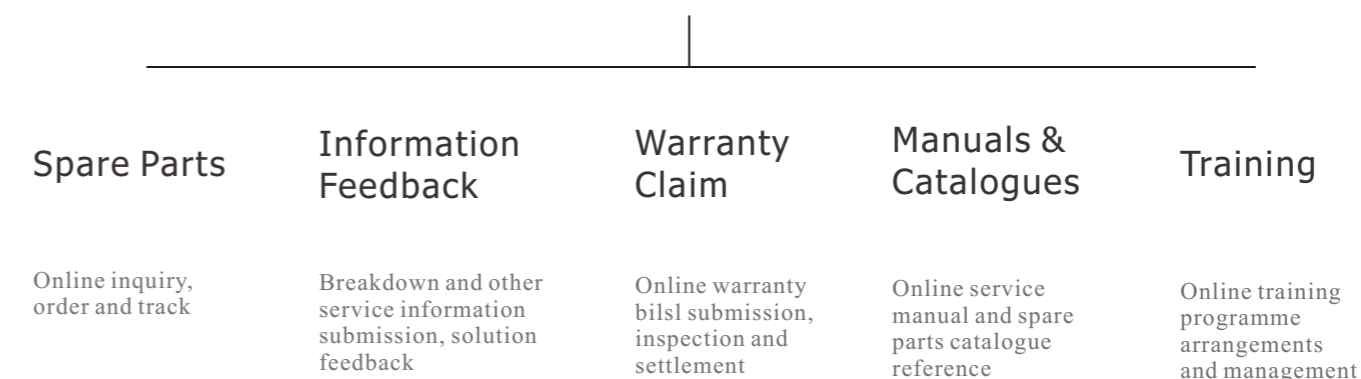 Spare Parts
Information
Feedback
Warranty
Claim
Manuals &
Catalogues
Training
Online inquiry,
order and track
Breakdown and other
service information
submission, solution
feedback
Online warranty
bilsl submission,
inspection and
settlement
Online service
manual and spare
parts catalogue
reference
Online training
programme
arrangements
and management